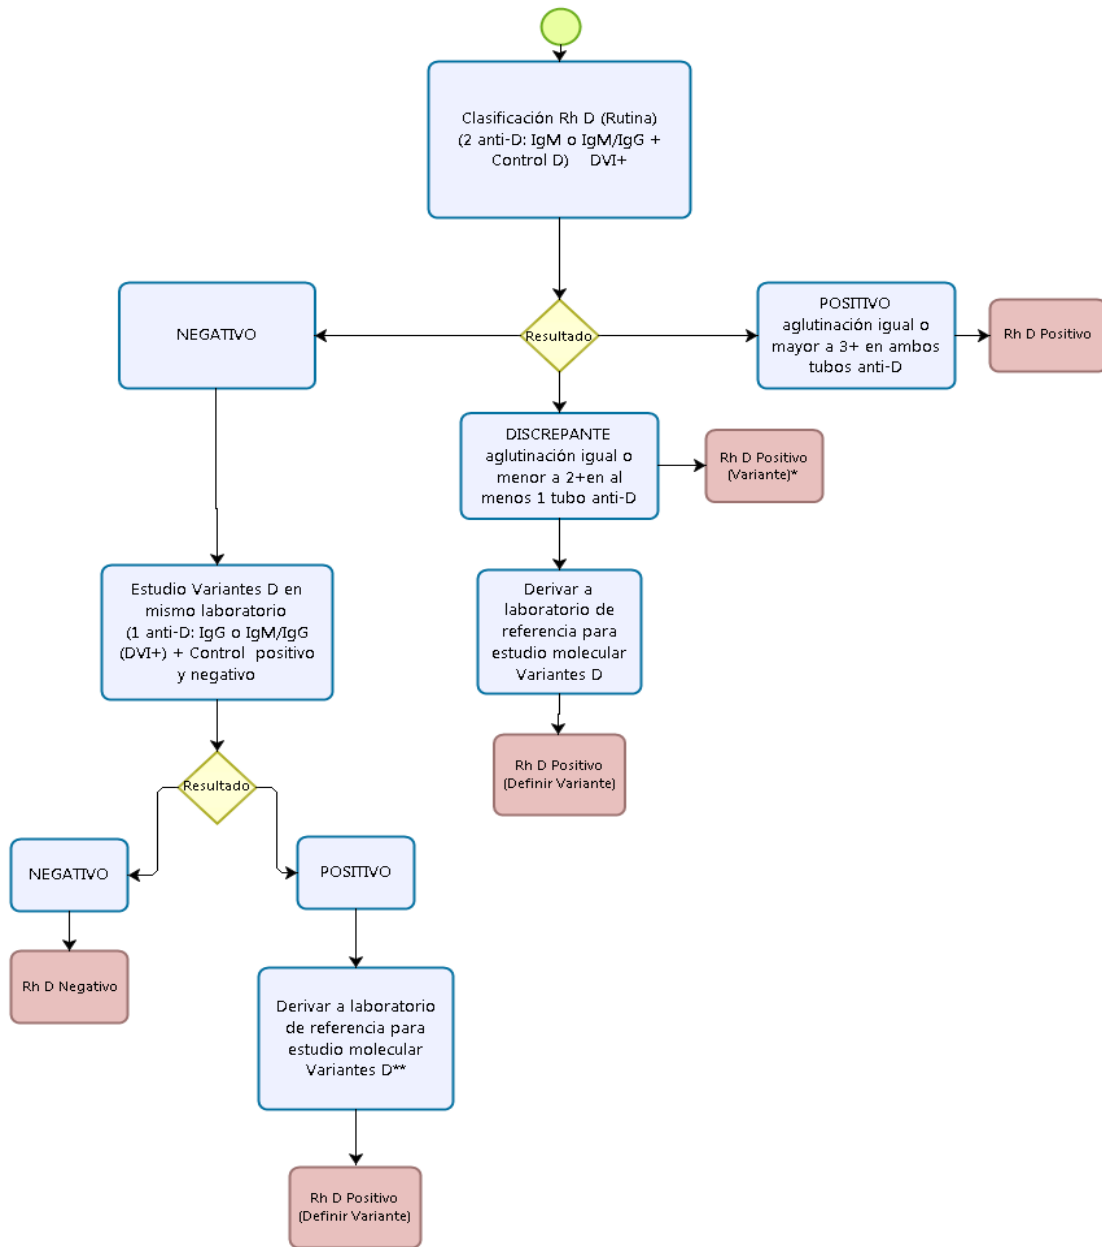 Clasificación Rh D (Rutina)
(2 anti-D: IgM o IgM/IgG +
Control D) DVI+
Resultado
NEGATIVO
POSITIVO
aglutinación igual o
mayor a 3+ en ambos
tubos anti-D
Rh D Positivo
DISCREPANTE
aglutinación igual o
menor a 2+en al
menos 1 tubo anti-D
Rh D Positivo
(Variante)*
Estudio Variantes D en
mismo laboratorio
(1 anti-D: IgG o IgM/IgG
(DVI+) + Control positivo
y negativo
Derivar a
laboratorio de
referencia para
estudio molecular
Variantes D
Rh D Positivo
(Definir Variante)
Resultado
NEGATIVO
POSITIVO
Rh D Negativo
Derivar a laboratorio
de referencia para
estudio molecular
Variantes D**
Rh D Positivo
(Definir Variante)